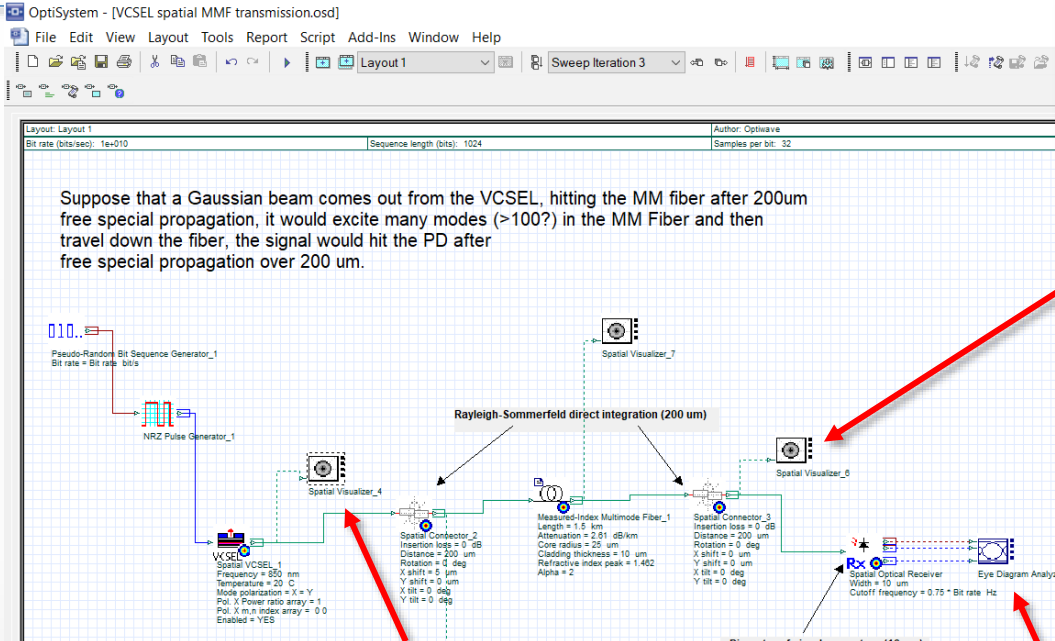 OptiSystem - [VCSEL spatial MMF transmission.osd]
File Edit View Layout Tools Report Script Add-Ins Window Help
Layout 1
Sweep Iteration 3
Layout: Layout 1
Author: Optiwave
Bit rate (bits/sec): 1e+010
Sequence length (bits): 1024
Samples per bit: 32
Suppose that a Gaussian beam comes out from the VCSEL, hitting the MM fiber after 200um
free special propagation, it would excite many modes (>100?) in the MM Fiber and then
travel down the fiber, the signal would hit the PD after
free special propagation over 200 um.
010..
Pseudo-Random Bit Sequence Generator_1
Bit rate = Bit rate bit/s
NRZ Pulse Generator_1
Spatial Visualizer_7
Rayleigh-Sommerfeld direct integration (200 um)
Spatial Visualizer_6
Spatial Visualizer_4
VCSEL
Spatial VCSEL_1
Frequency = 850 nm
Temperature = 20 C
Mode polarization = X = Y
Pol. X Power ratio array = 1
Pol. X m,n index array = 0 0
Enabled = YES
Spatial Connector_2
Insertion loss = 0 dB
Distance = 200 um
Rotation = 0 deg
X shift = 5 um
Y shift = 0 um
X tilt = 0 deg
Y tilt = 0 deg
Measured-Index Multimode Fiber_1
Length = 1.5 km
Attenuation = 2.61 dB/km
Core radius = 25 um
Cladding thickness = 10 um
Refractive index peak = 1.462
Alpha = 2
Spatial Connector_3
Insertion loss = 0 dB
Distance = 200 um
Rotation = 0 deg
X shift = 0 um
Y shift = 0 um
X tilt = 0 deg
Y tilt = 0 deg
Rx
Spatial Optical Receiver
Width = 10 um
Cutoff frequency = 0.75 * Bit rate Hz
Eye Diagram Analyz